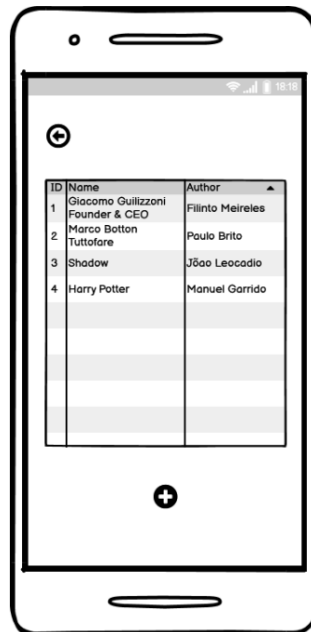 18:18
ID Name Author
1 Giacomo Guilizzoni Filinto Meireles
Founder & CEO
2 Marco Botton Paulo Brito
Tuttofare
3 Shadow Jõao Leocadio
4 Harry Potter Manuel Garrido